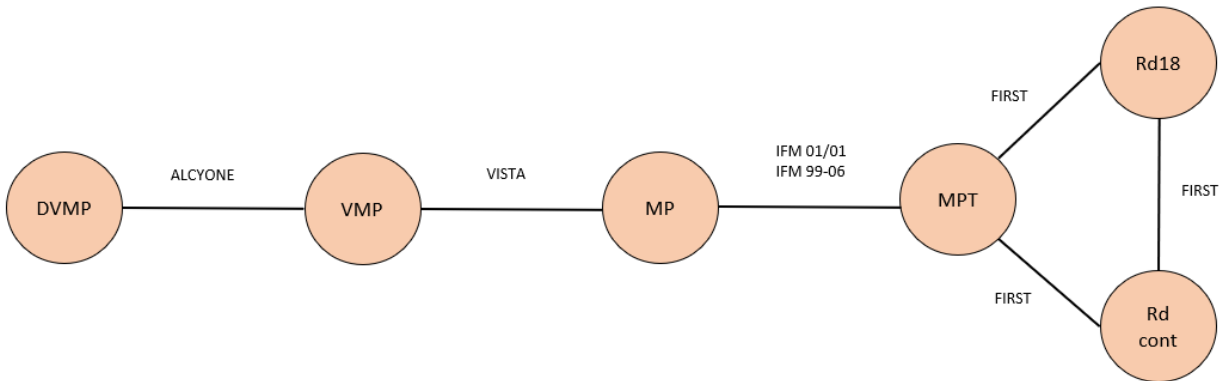 Rd18
FIRST
IFM 01/01
IFM 99-06
ALCYONE
VISTA
FIRST
DVMP
VMP
MP
MPT
FIRST
Rd
cont